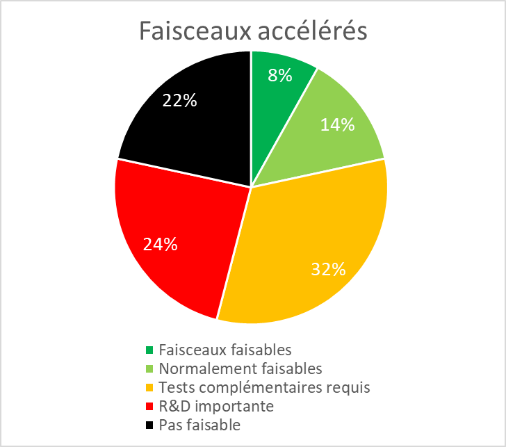 Faisceaux accélérés
8%
14%
32%
24%
22%
Faisceaux faisables
Normalement faisables
Tests complémentaires requis
R&D importante
Pas faisable